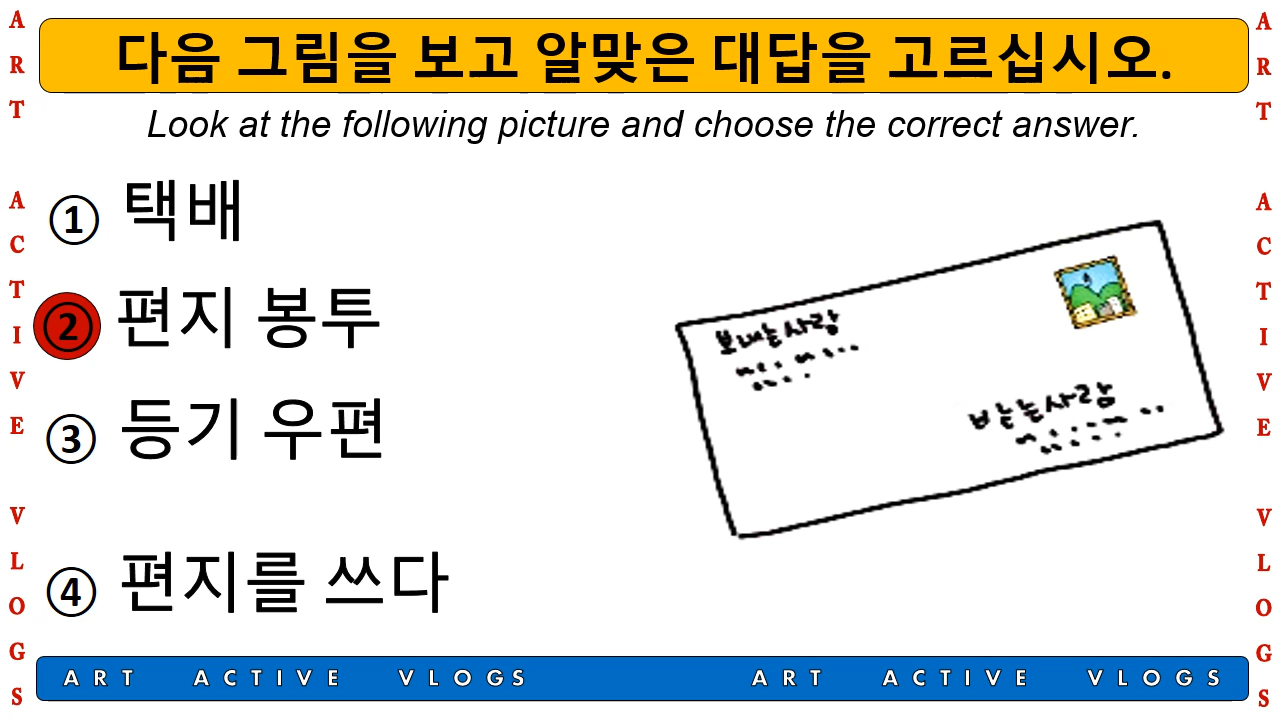 다음 그림을 보고 알맞은 대답을 고르십시오.
Look at the following picture and choose the correct answer.
① 택배
② 편지 봉투
③ 등기 우편
④ 편지를 쓰다
보내는사람
받는사람
ART ACTIVE VLOGS
ART ACTIVE VLOGS
ART ACTIVE VLOGS ART ACTIVE VLOGS